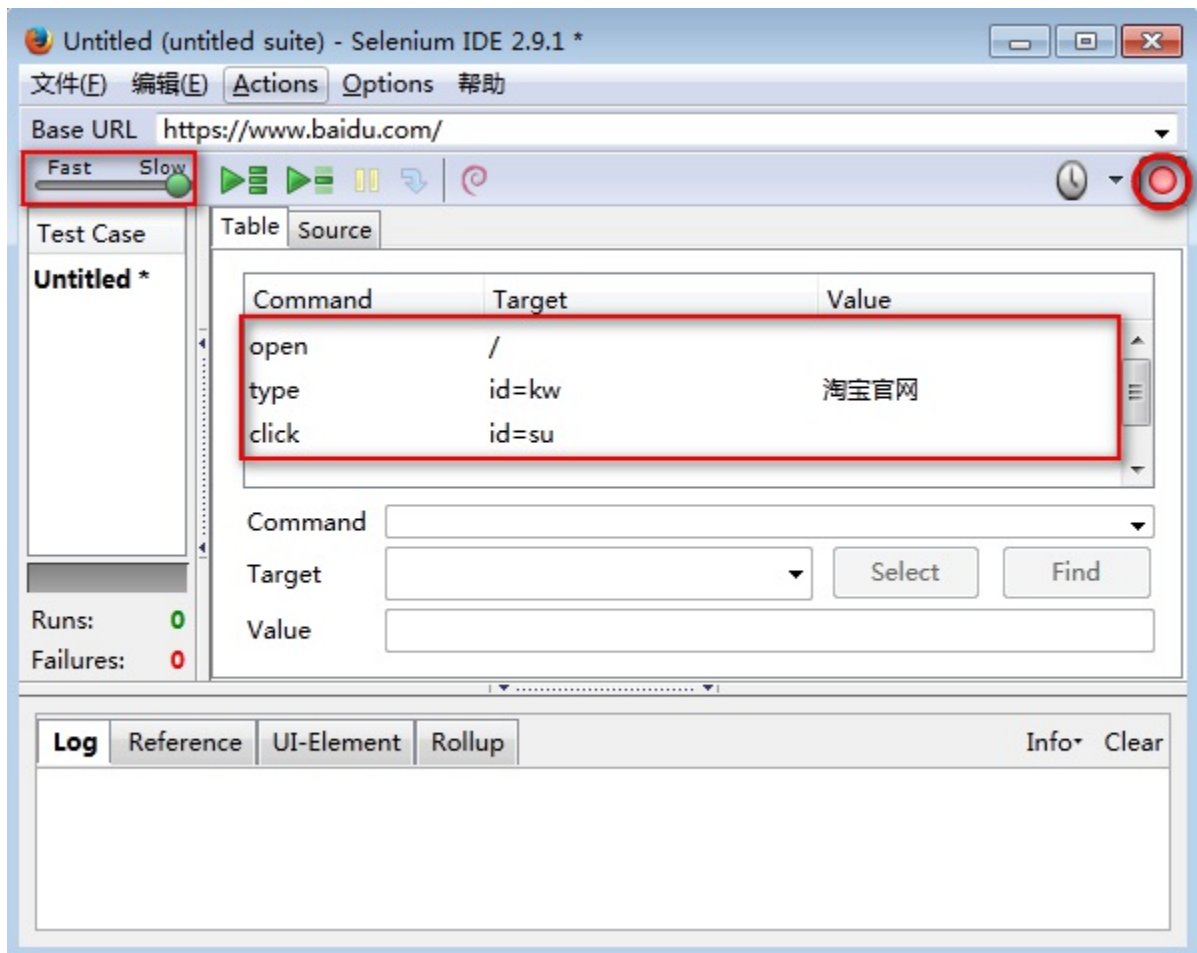 Untitled (untitled suite) - Selenium IDE 2.9.1 *
文件(F) 编辑(E) Actions Options 帮助
Base URL https://www.baidu.com/
Fast Slow
Test Case
Untitled *
Runs: 0
Failures: 0
Table Source
Command Target Value
open /
type id=kw 淘宝官网
click id=su
Command
Target Select Find
Value
Log Reference UI-Element Rollup Info Clear